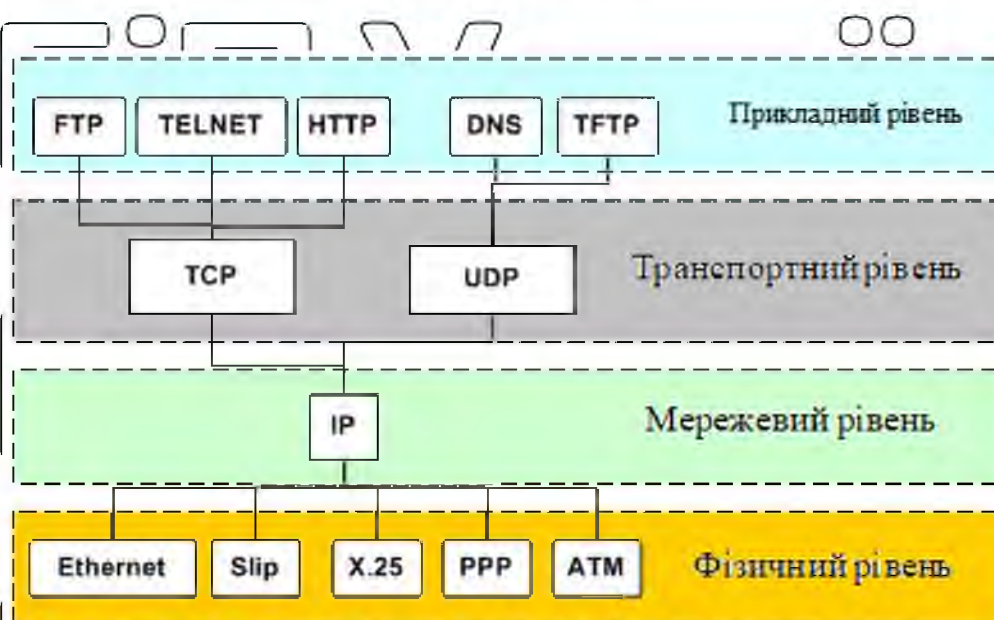 FTP TELNET HTTP DNS TFTP Прикладний рівень
TCP UDP Транспортний рівень
IP Мережевий рівень
Ethernet Slip X.25 PPP ATM Фізичний рівень